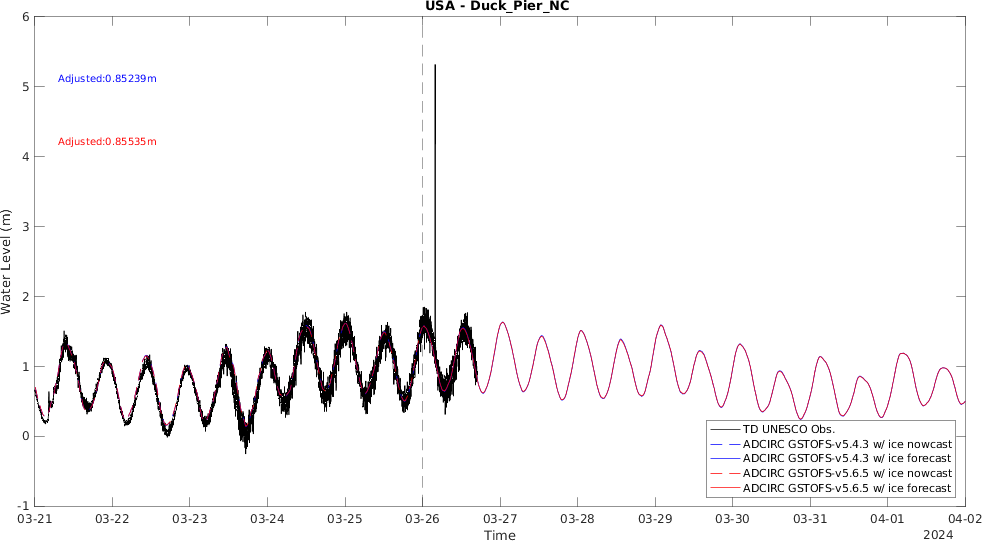 USA - Duck_Pier_NC
6
Adjusted:0.85239m
5
Adjusted:0.85535m
4
3
2
1
0
-1
Water Level (m)
TD UNESCO Obs.
ADCIRC GSTOFS-v5.4.3 w/ ice nowcast
ADCIRC GSTOFS-v5.4.3 w/ ice forecast
ADCIRC GSTOFS-v5.6.5 w/ ice nowcast
ADCIRC GSTOFS-v5.6.5 w/ ice forecast
03-21 03-22 03-23 03-24 03-25 03-26 03-27 03-28 03-29 03-30 03-31 04-01 04-02
Time
2024